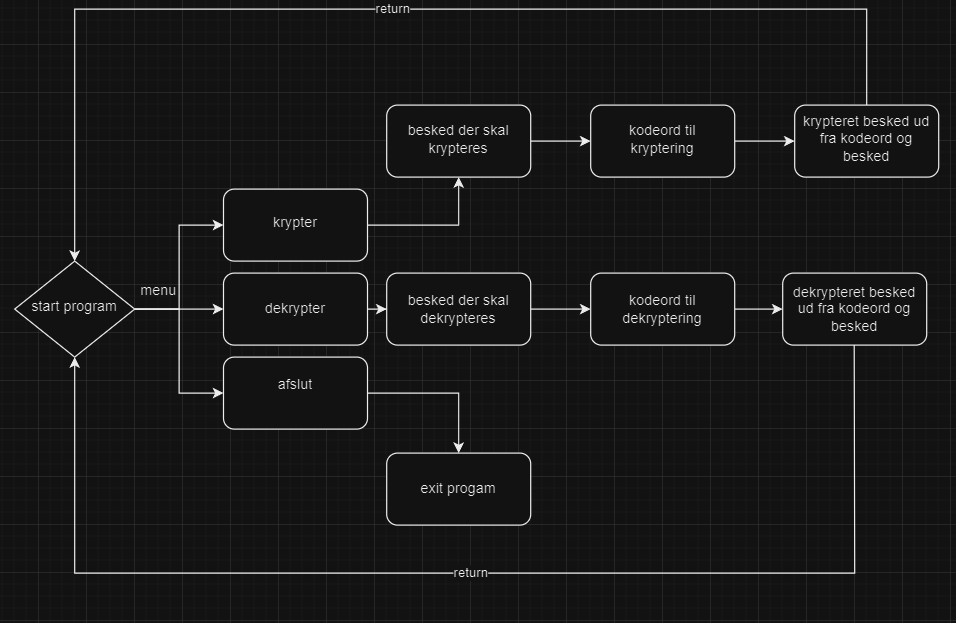 return
besked der skal
krypteres
kodeord til
kryptering
krypteret besked ud
fra kodeord og
besked
krypter
menu
start program
dekrypter
besked der skal
dekrypteres
kodeord til
dekryptering
dekrypteret besked
ud fra kodeord og
besked
afslut
exit progam
return